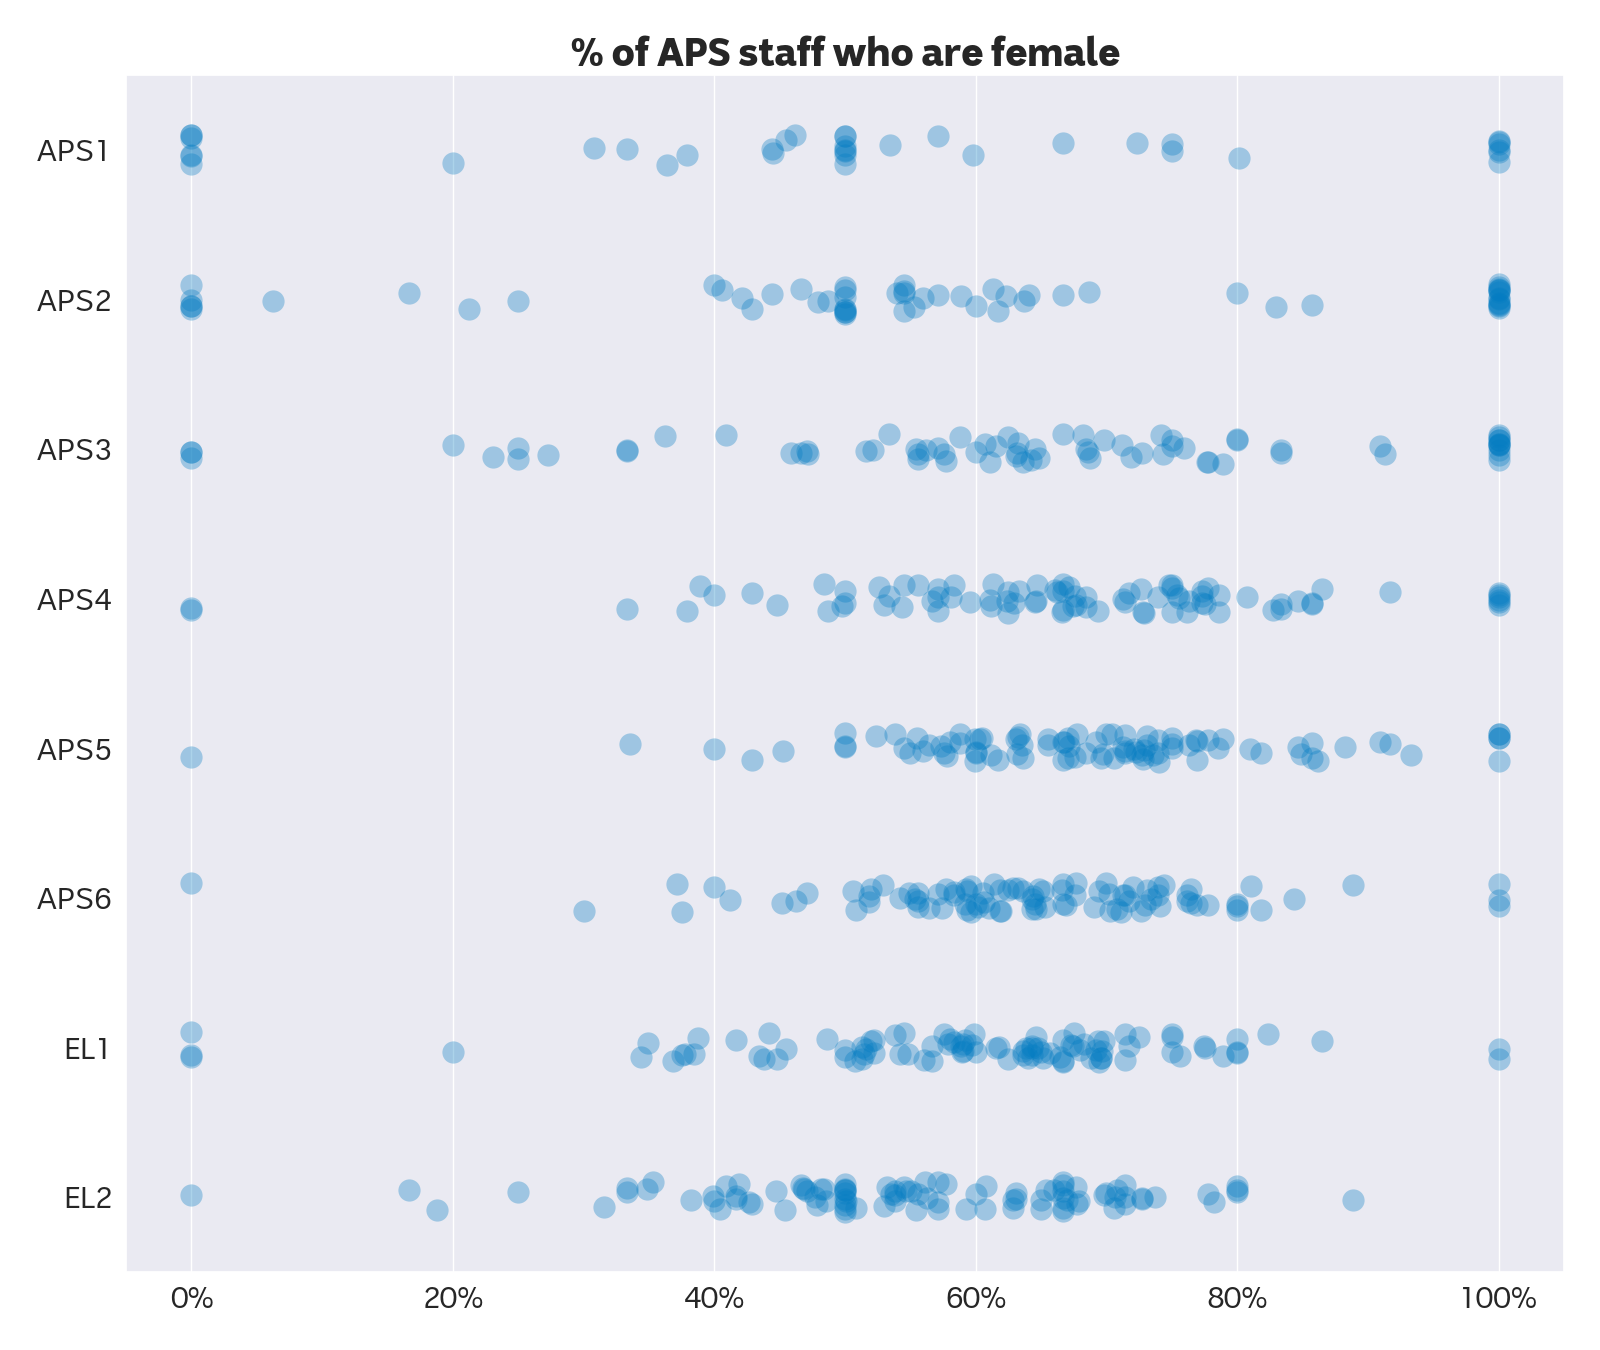 % of APS staff who are female
APS1
APS2
APS3
APS4
APS5
APS6
EL1
EL2
0% 20% 40% 60% 80% 100%